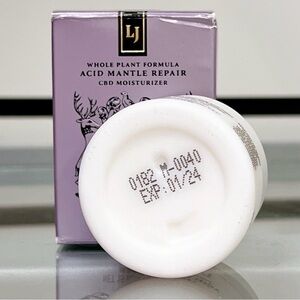 LJ
WHOLE PLANT FORMULA
ACID MANTLE REPAIR
CBD MOISTURIZER
0182 M-0040
EXP:01/24